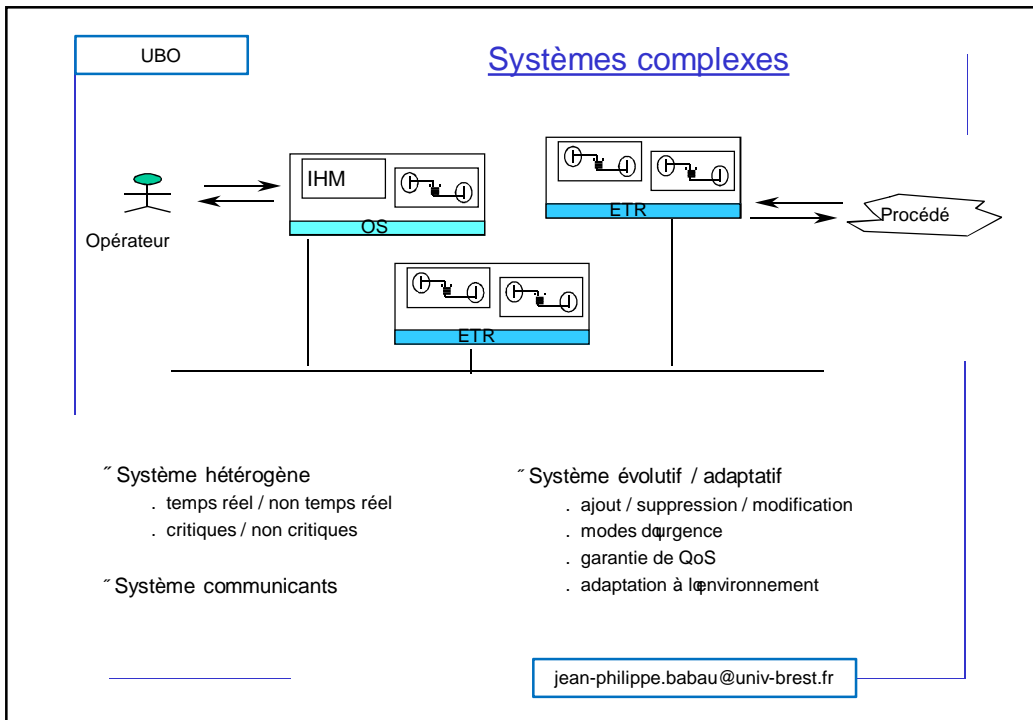 UBO
Systèmes complexes
IHM
OS
ETR
ETR
Opérateur
Procédé
˝ Système hétérogène
. temps réel / non temps réel
. critiques / non critiques
˝ Système communicants
˝ Système évolutif / adaptatif
. ajout / suppression / modification
. modes dqurgence
. garantie de QoS
. adaptation à lqenvironnement
jean-philippe.babau@univ-brest.fr